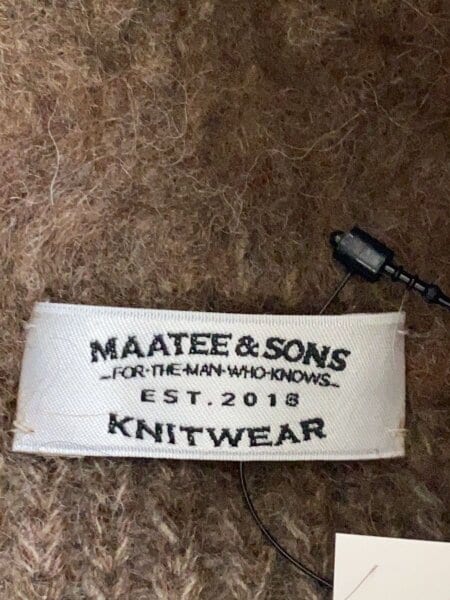 MAATEE & SONS
FOR·THE·MAN·WHO·KNOWS
EST.2018
KNITWEAR